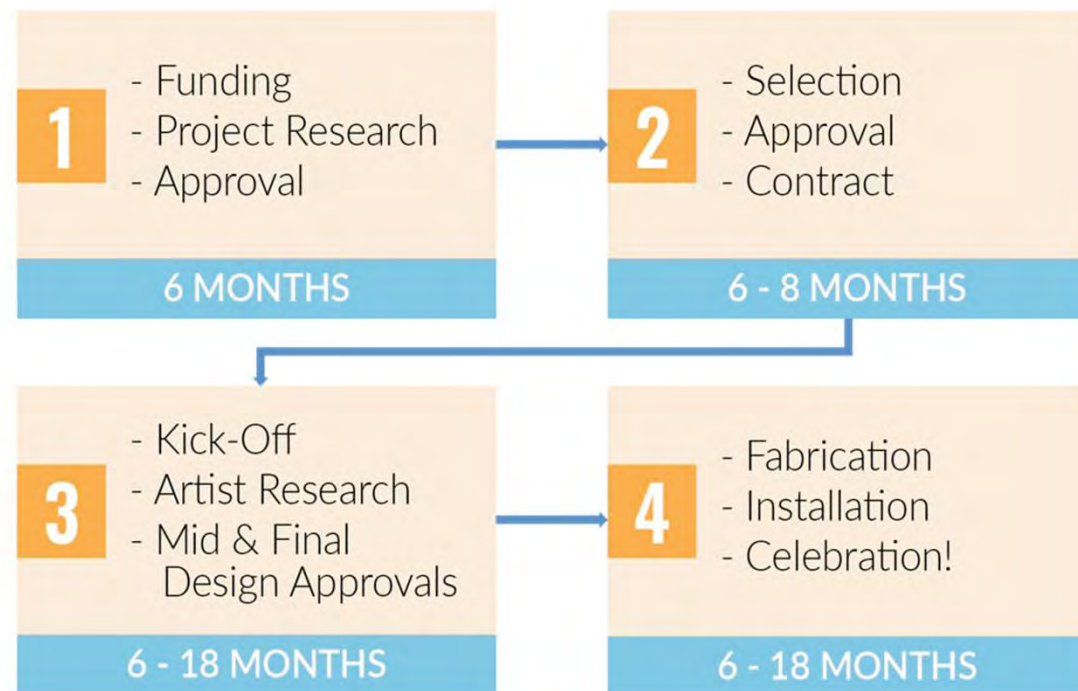 1
- Funding
- Project Research
- Approval
6 MONTHS
2
- Selection
- Approval
- Contract
6 - 8 MONTHS
3
- Kick-Off
- Artist Research
- Mid & Final
Design Approvals
6 - 18 MONTHS
4
- Fabrication
- Installation
- Celebration!
6 - 18 MONTHS